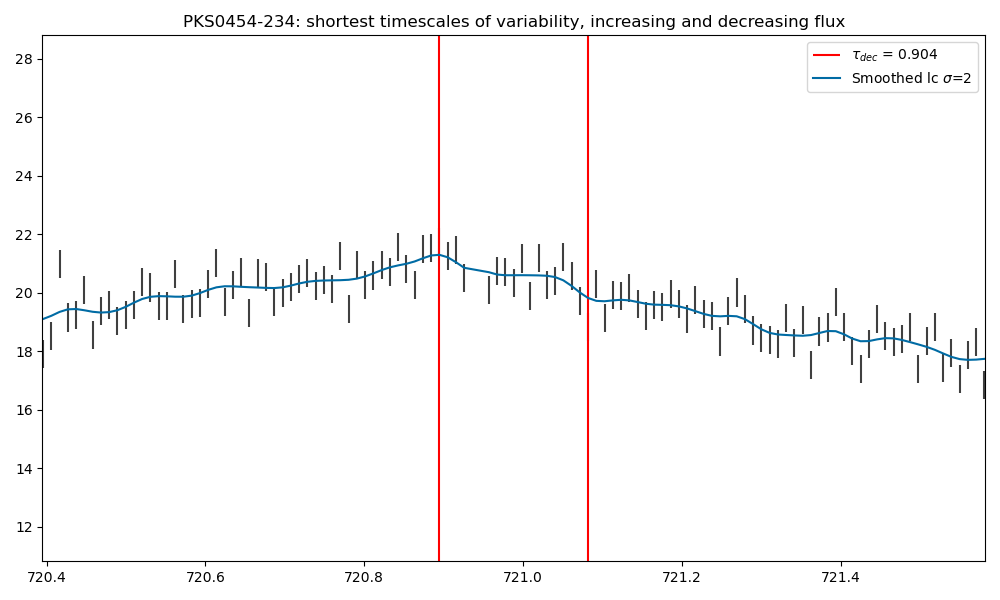 PKS0454-234: shortest timescales of variability, increasing and decreasing flux
τ_dec = 0.904
Smoothed lc σ=2
28
26
24
22
20
18
16
14
12
720.4 720.6 720.8 721.0 721.2 721.4